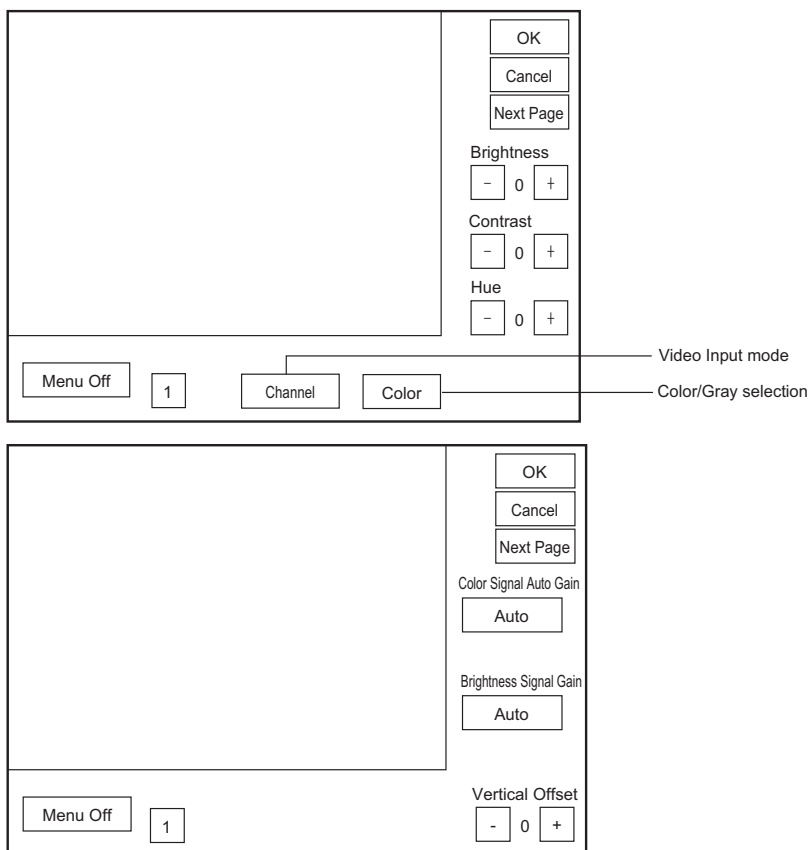 OK
Cancel
Next Page
Brightness
- 0 +
Contrast
- 0 +
Hue
- 0 +
Menu Off 1 Channel Color
Video Input mode
Color/Gray selection
OK
Cancel
Next Page
Color Signal Auto Gain
Auto
Brightness Signal Gain
Auto
Vertical Offset
- 0 +
Menu Off 1